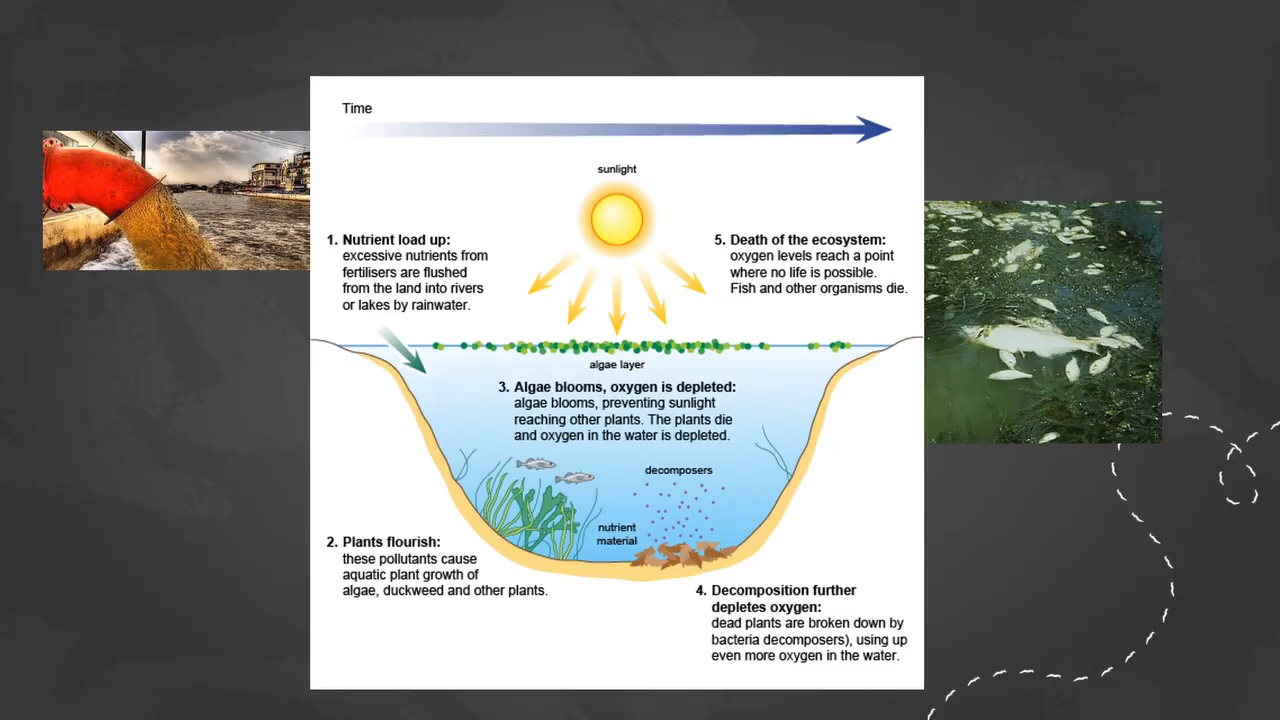 Time
sunlight
1. Nutrient load up:
excessive nutrients from
fertilisers are flushed
from the land into rivers
or lakes by rainwater.
5. Death of the ecosystem:
oxygen levels reach a point
where no life is possible.
Fish and other organisms die.
algae layer
3. Algae blooms, oxygen is depleted:
algae blooms, preventing sunlight
reaching other plants. The plants die
and oxygen in the water is depleted.
decomposers
nutrient
material
2. Plants flourish:
these pollutants cause
aquatic plant growth of
algae, duckweed and other plants.
4. Decomposition further
depletes oxygen:
dead plants are broken down by
bacteria decomposers), using up
even more oxygen in the water.